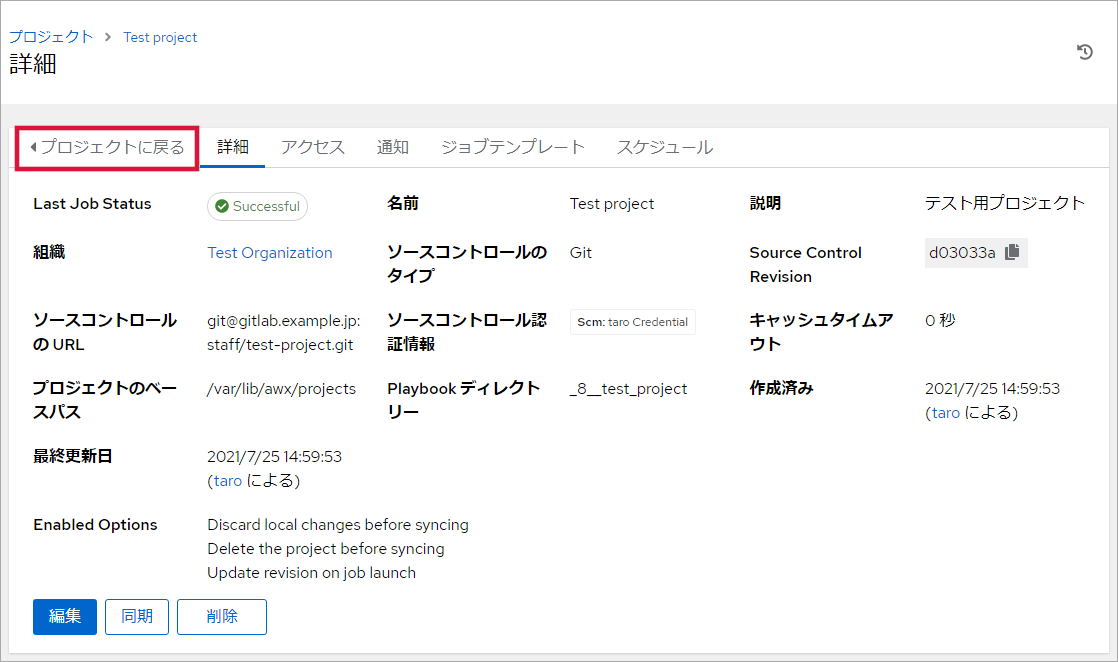 プロジェクト > Test project
詳細
プロジェクトに戻る 詳細 アクセス 通知 ジョブテンプレート スケジュール
Last Job Status Successful 名前 Test project 説明 テスト用プロジェクト
組織 Test Organization ソースコントロールの Git Source Control d03033a
タイプ Revision
ソースコントロール git@gitlab.example.jp: ソースコントロール認 Scm: taro Credential キャッシュタイムア 0 秒
の URL staff/test-project.git 証情報 ウト
プロジェクトのベー /var/lib/awx/projects Playbook ディレクト _8__test_project 作成済み 2021/7/25 14:59:53
スパス リー (taro による)
最終更新日 2021/7/25 14:59:53
(taro による)
Enabled Options Discard local changes before syncing
Delete the project before syncing
Update revision on job launch
編集 同期 削除